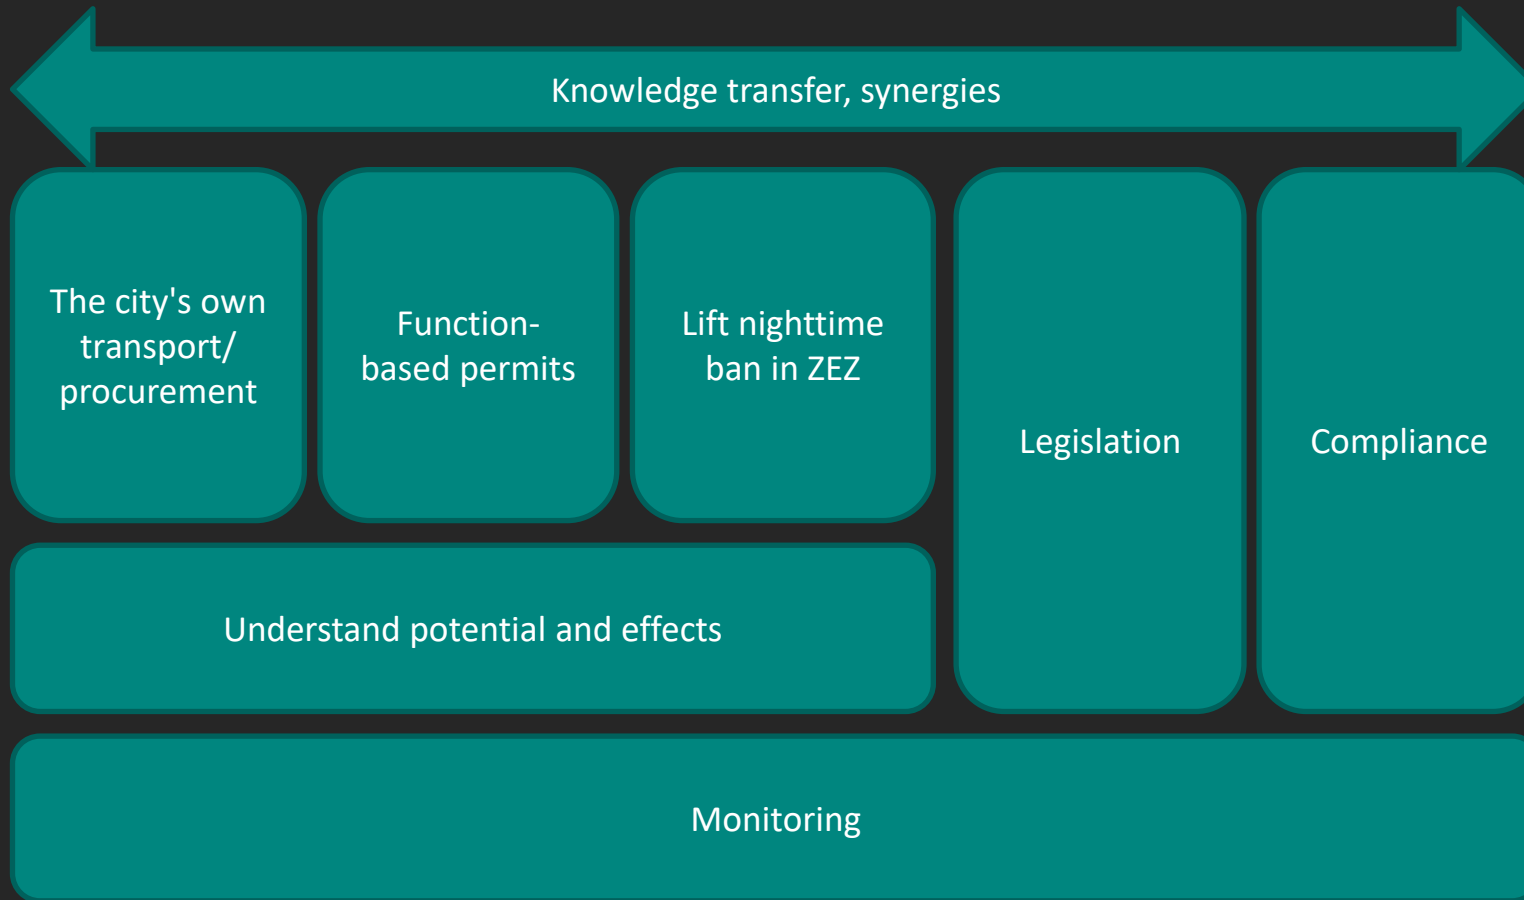 Knowledge transfer, synergies
The city's own
transport/
procurement
Function-
based permits
Lift nighttime
ban in ZEZ
Legislation
Compliance
Understand potential and effects
Monitoring